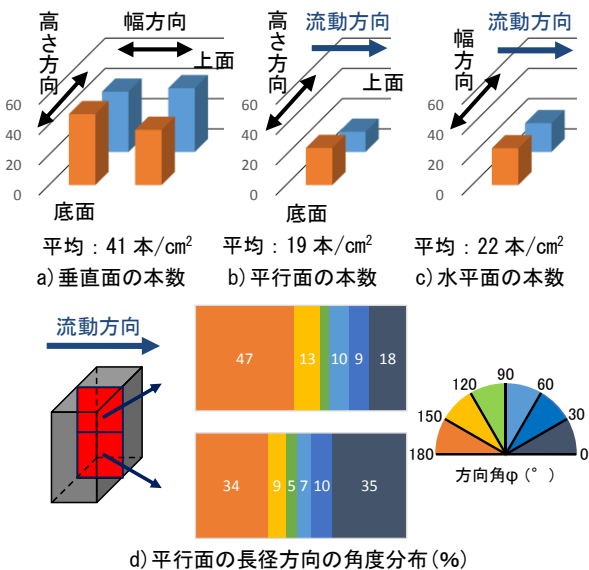 高さ方向
幅方向
上面
60
40
20
0
底面
平均：41 本/cm²
a)垂直面の本数
高さ方向
流動方向
上面
60
40
20
0
底面
平均：19 本/cm²
b)平行面の本数
幅方向
流動方向
60
40
20
0
平均：22 本/cm²
c)水平面の本数
流動方向
47 13 10 9 18
34 9 5 7 10 35
90
120 60
150 30
180 0
方向角φ(°)
d)平行面の長径方向の角度分布(%)